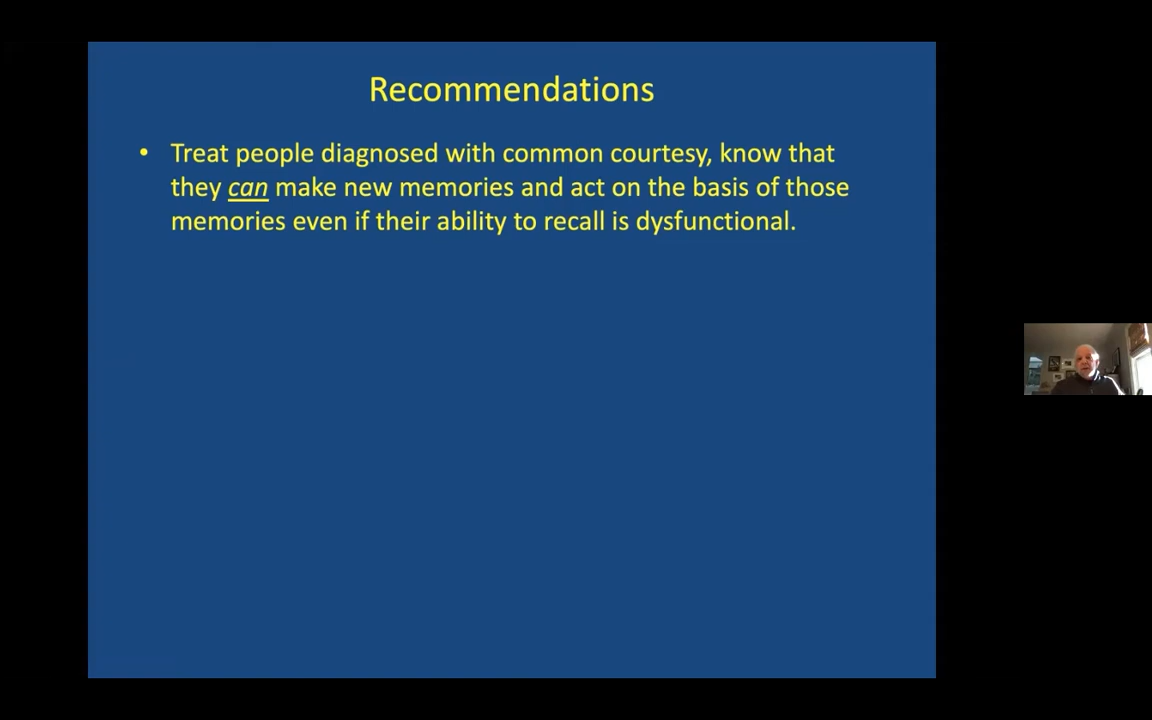 Recommendations
• Treat people diagnosed with common courtesy, know that
they can make new memories and act on the basis of those
memories even if their ability to recall is dysfunctional.